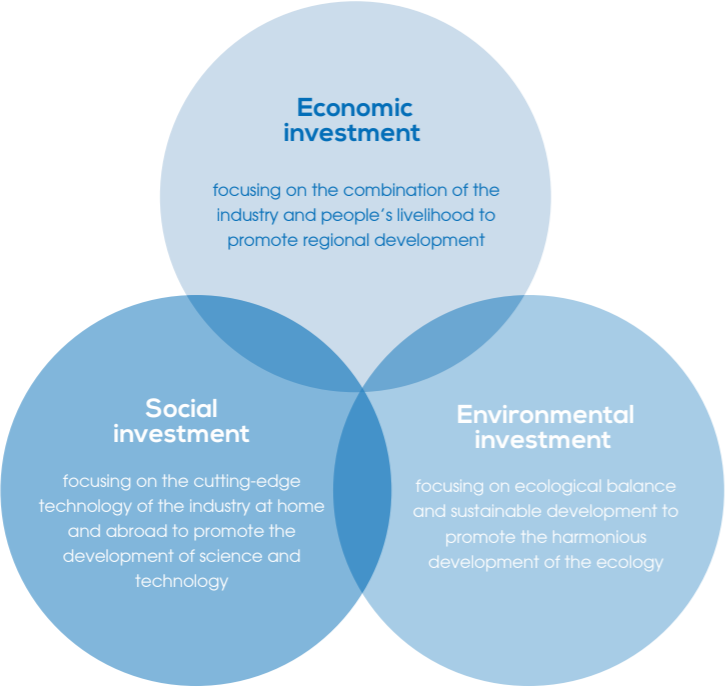 Economic
investment
focusing on the combination of the
industry and people's livelihood to
promote regional development
Social
investment
focusing on the cutting-edge
technology of the industry at home
and abroad to promote the
development of science and
technology
Environmental
investment
focusing on ecological balance
and sustainable development to
promote the harmonious
development of the ecology